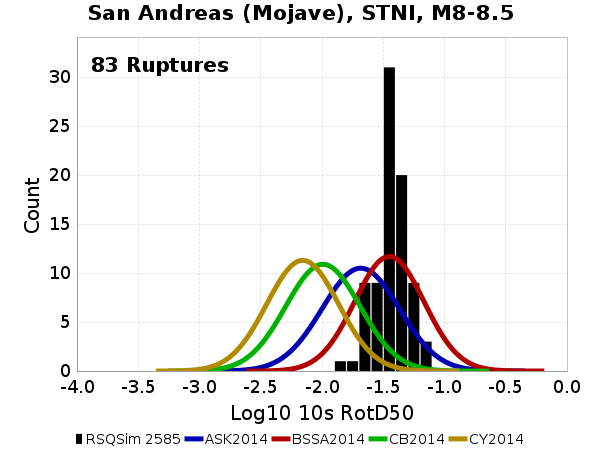 San Andreas (Mojave), STNI, M8-8.5
83 Ruptures
Count
30
25
20
15
10
5
0
-4.0 -3.5 -3.0 -2.5 -2.0 -1.5 -1.0 -0.5 0.0
Log10 10s RotD50
RSQSim 2585 ASK2014 BSSA2014 CB2014 CY2014